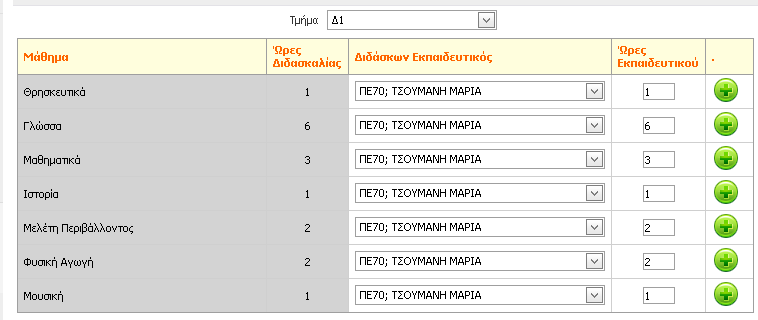 Τμήμα Δ1
Μάθημα Ώρες Διδασκαλίας Διδάσκων Εκπαιδευτικός Ώρες Εκπαιδευτικού .
Θρησκευτικά 1 ΠΕ70; ΤΣΟΥΜΑΝΗ ΜΑΡΙΑ 1
Γλώσσα 6 ΠΕ70; ΤΣΟΥΜΑΝΗ ΜΑΡΙΑ 6
Μαθηματικά 3 ΠΕ70; ΤΣΟΥΜΑΝΗ ΜΑΡΙΑ 3
Ιστορία 1 ΠΕ70; ΤΣΟΥΜΑΝΗ ΜΑΡΙΑ 1
Μελέτη Περιβάλλοντος 2 ΠΕ70; ΤΣΟΥΜΑΝΗ ΜΑΡΙΑ 2
Φυσική Αγωγή 2 ΠΕ70; ΤΣΟΥΜΑΝΗ ΜΑΡΙΑ 2
Μουσική 1 ΠΕ70; ΤΣΟΥΜΑΝΗ ΜΑΡΙΑ 1